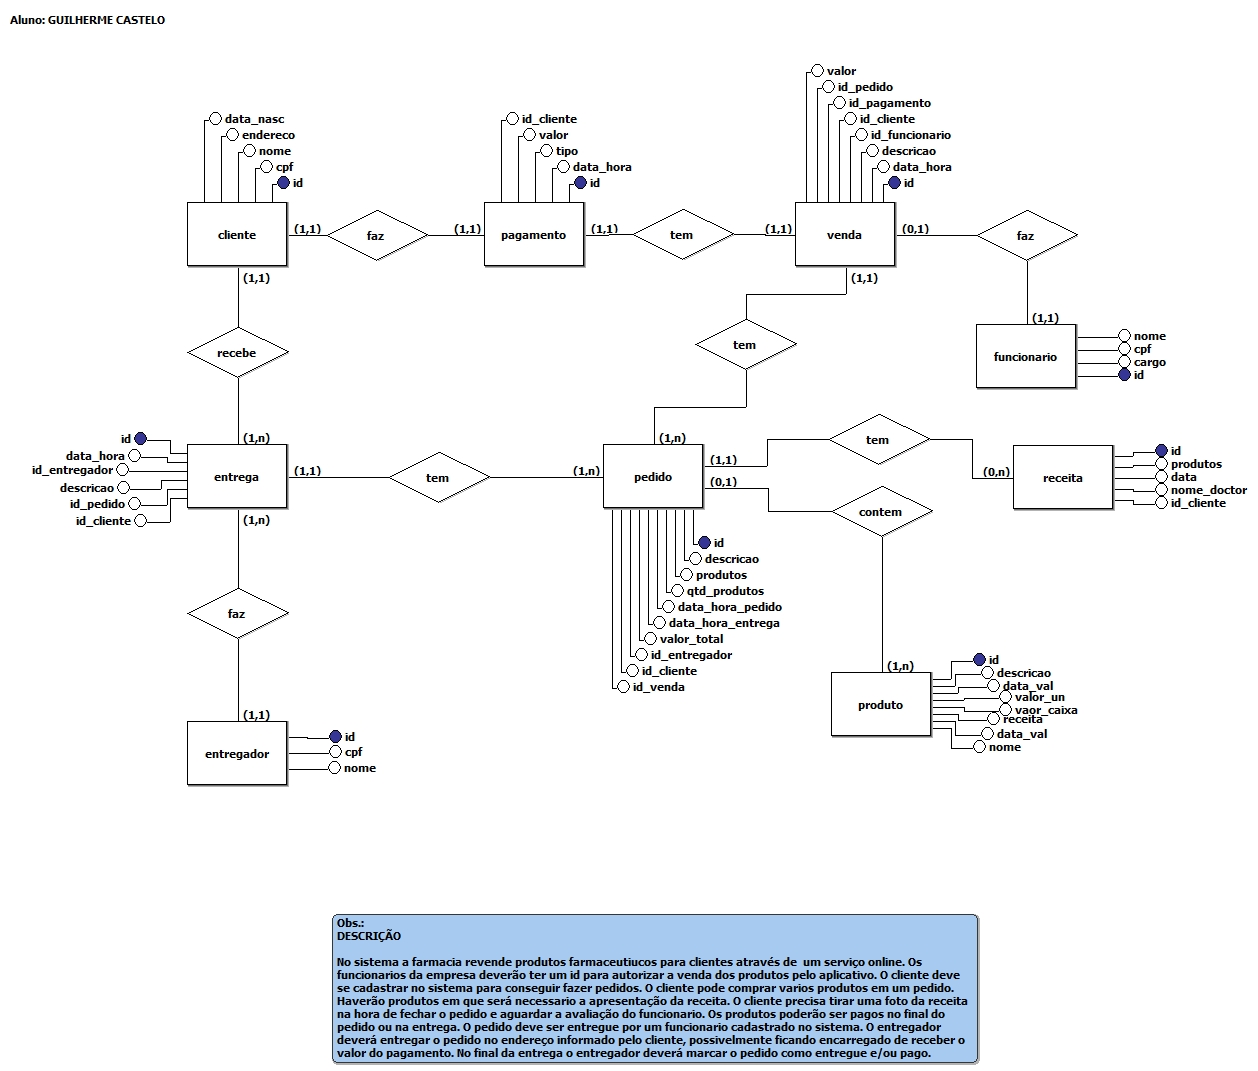 Aluno: GUILHERME CASTELO
valor
id_pedido
id_pagamento
id_cliente
id_funcionario
descricao
data_hora
id
data_nasc
endereco
nome
cpf
id
id_cliente
valor
tipo
data_hora
id
cliente
(1,1)
faz
(1,1)
pagamento
(1,1)
tem
(1,1)
venda
(0,1)
faz
(1,1)
(1,1)
(1,1)
funcionario
nome
cpf
cargo
id
recebe
tem
(1,n)
id
data_hora
id_entregador
descricao
id_pedido
id_cliente
entrega
(1,1)
tem
(1,n)
(1,n)
pedido
(1,1)
(0,1)
tem
(0,n)
receita
id
produtos
data
nome_doctor
id_cliente
contem
(1,n)
id
descricao
produtos
qtd_produtos
data_hora_pedido
data_hora_entrega
valor_total
id_entregador
id_cliente
id_venda
faz
(1,1)
entregador
id
cpf
nome
(1,n)
produto
id
descricao
data_val
valor_un
vaor_caixa
receita
data_val
nome
Obs.:
DESCRIÇÃO
No sistema a farmacia revende produtos farmaceutiucos para clientes através de um serviço online. Os
funcionarios da empresa deverão ter um id para autorizar a venda dos produtos pelo aplicativo. O cliente deve
se cadastrar no sistema para conseguir fazer pedidos. O cliente pode comprar varios produtos em um pedido.
Haverão produtos em que será necessario a apresentação da receita. O cliente precisa tirar uma foto da receita
na hora de fechar o pedido e aguardar a avaliação do funcionario. Os produtos poderão ser pagos no final do
pedido ou na entrega. O pedido deve ser entregue por um funcionario cadastrado no sistema. O entregador
deverá entregar o pedido no endereço informado pelo cliente, possivelmente ficando encarregado de receber o
valor do pagamento. No final da entrega o entregador deverá marcar o pedido como entregue e/ou pago.